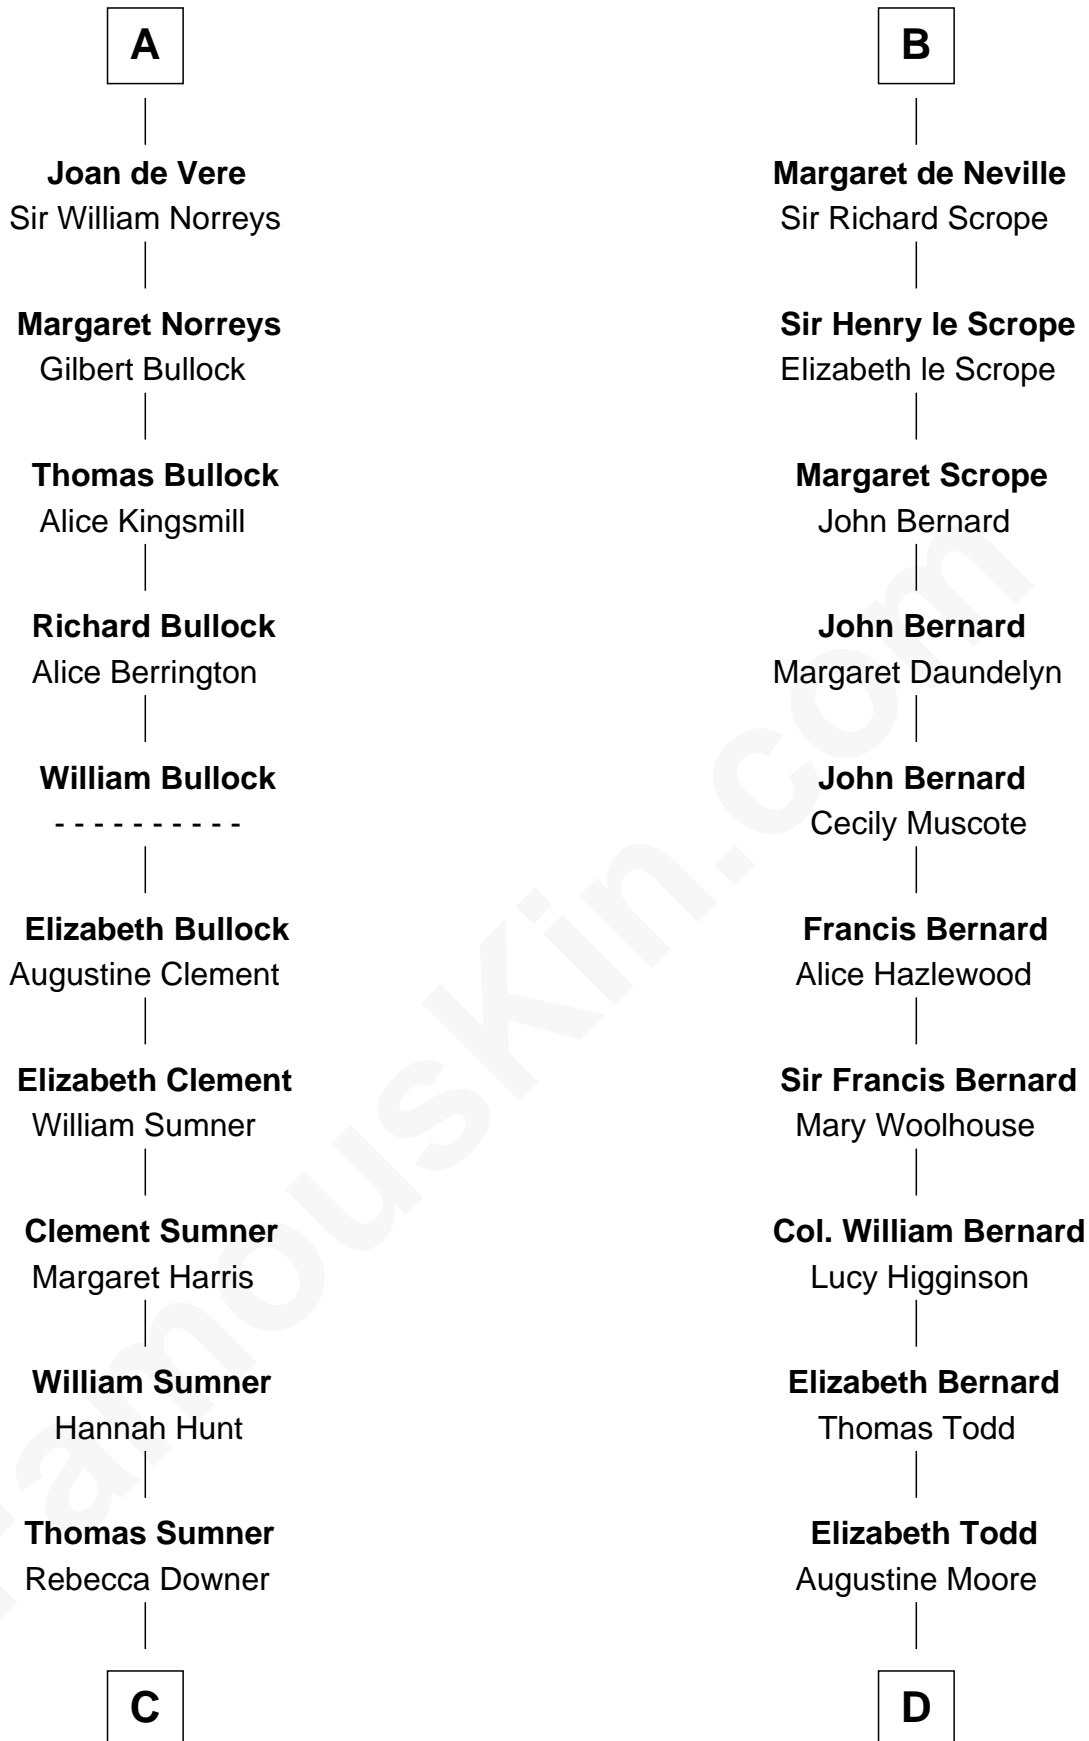 A
Joan de Vere
Sir William Norreys
Margaret Norreys
Gilbert Bullock
Thomas Bullock
Alice Kingsmill
Richard Bullock
Alice Berrington
William Bullock
- - - - - - - - - -
Elizabeth Bullock
Augustine Clement
Elizabeth Clement
William Sumner
Clement Sumner
Margaret Harris
William Sumner
Hannah Hunt
Thomas Sumner
Rebecca Downer
C
B
Margaret de Neville
Sir Richard Scrope
Sir Henry le Scrope
Elizabeth le Scrope
Margaret Scrope
John Bernard
John Bernard
Margaret Daundelyn
John Bernard
Cecily Muscote
Francis Bernard
Alice Hazlewood
Sir Francis Bernard
Mary Woolhouse
Col. William Bernard
Lucy Higginson
Elizabeth Bernard
Thomas Todd
Elizabeth Todd
Augustine Moore
D
FamousKin.com